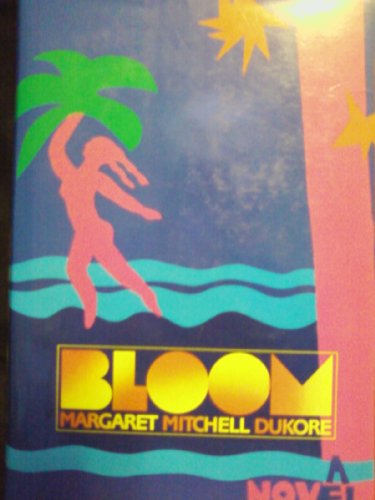 BLOOM
MARGARET MITCHELL DUKORE
A
NOVEL